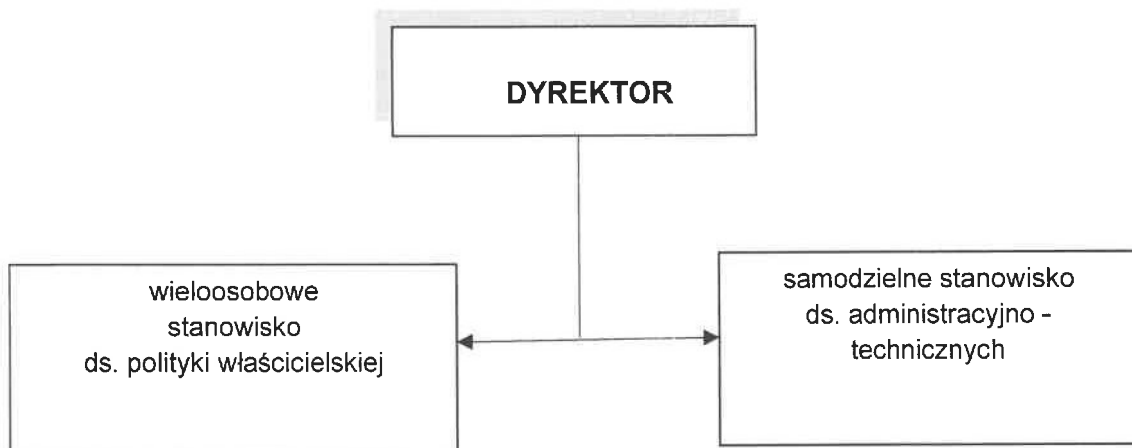 DYREKTOR
wieloosobowe
stanowisko
ds. polityki właścicielskiej
samodzielne stanowisko
ds. administracyjno -
technicznych